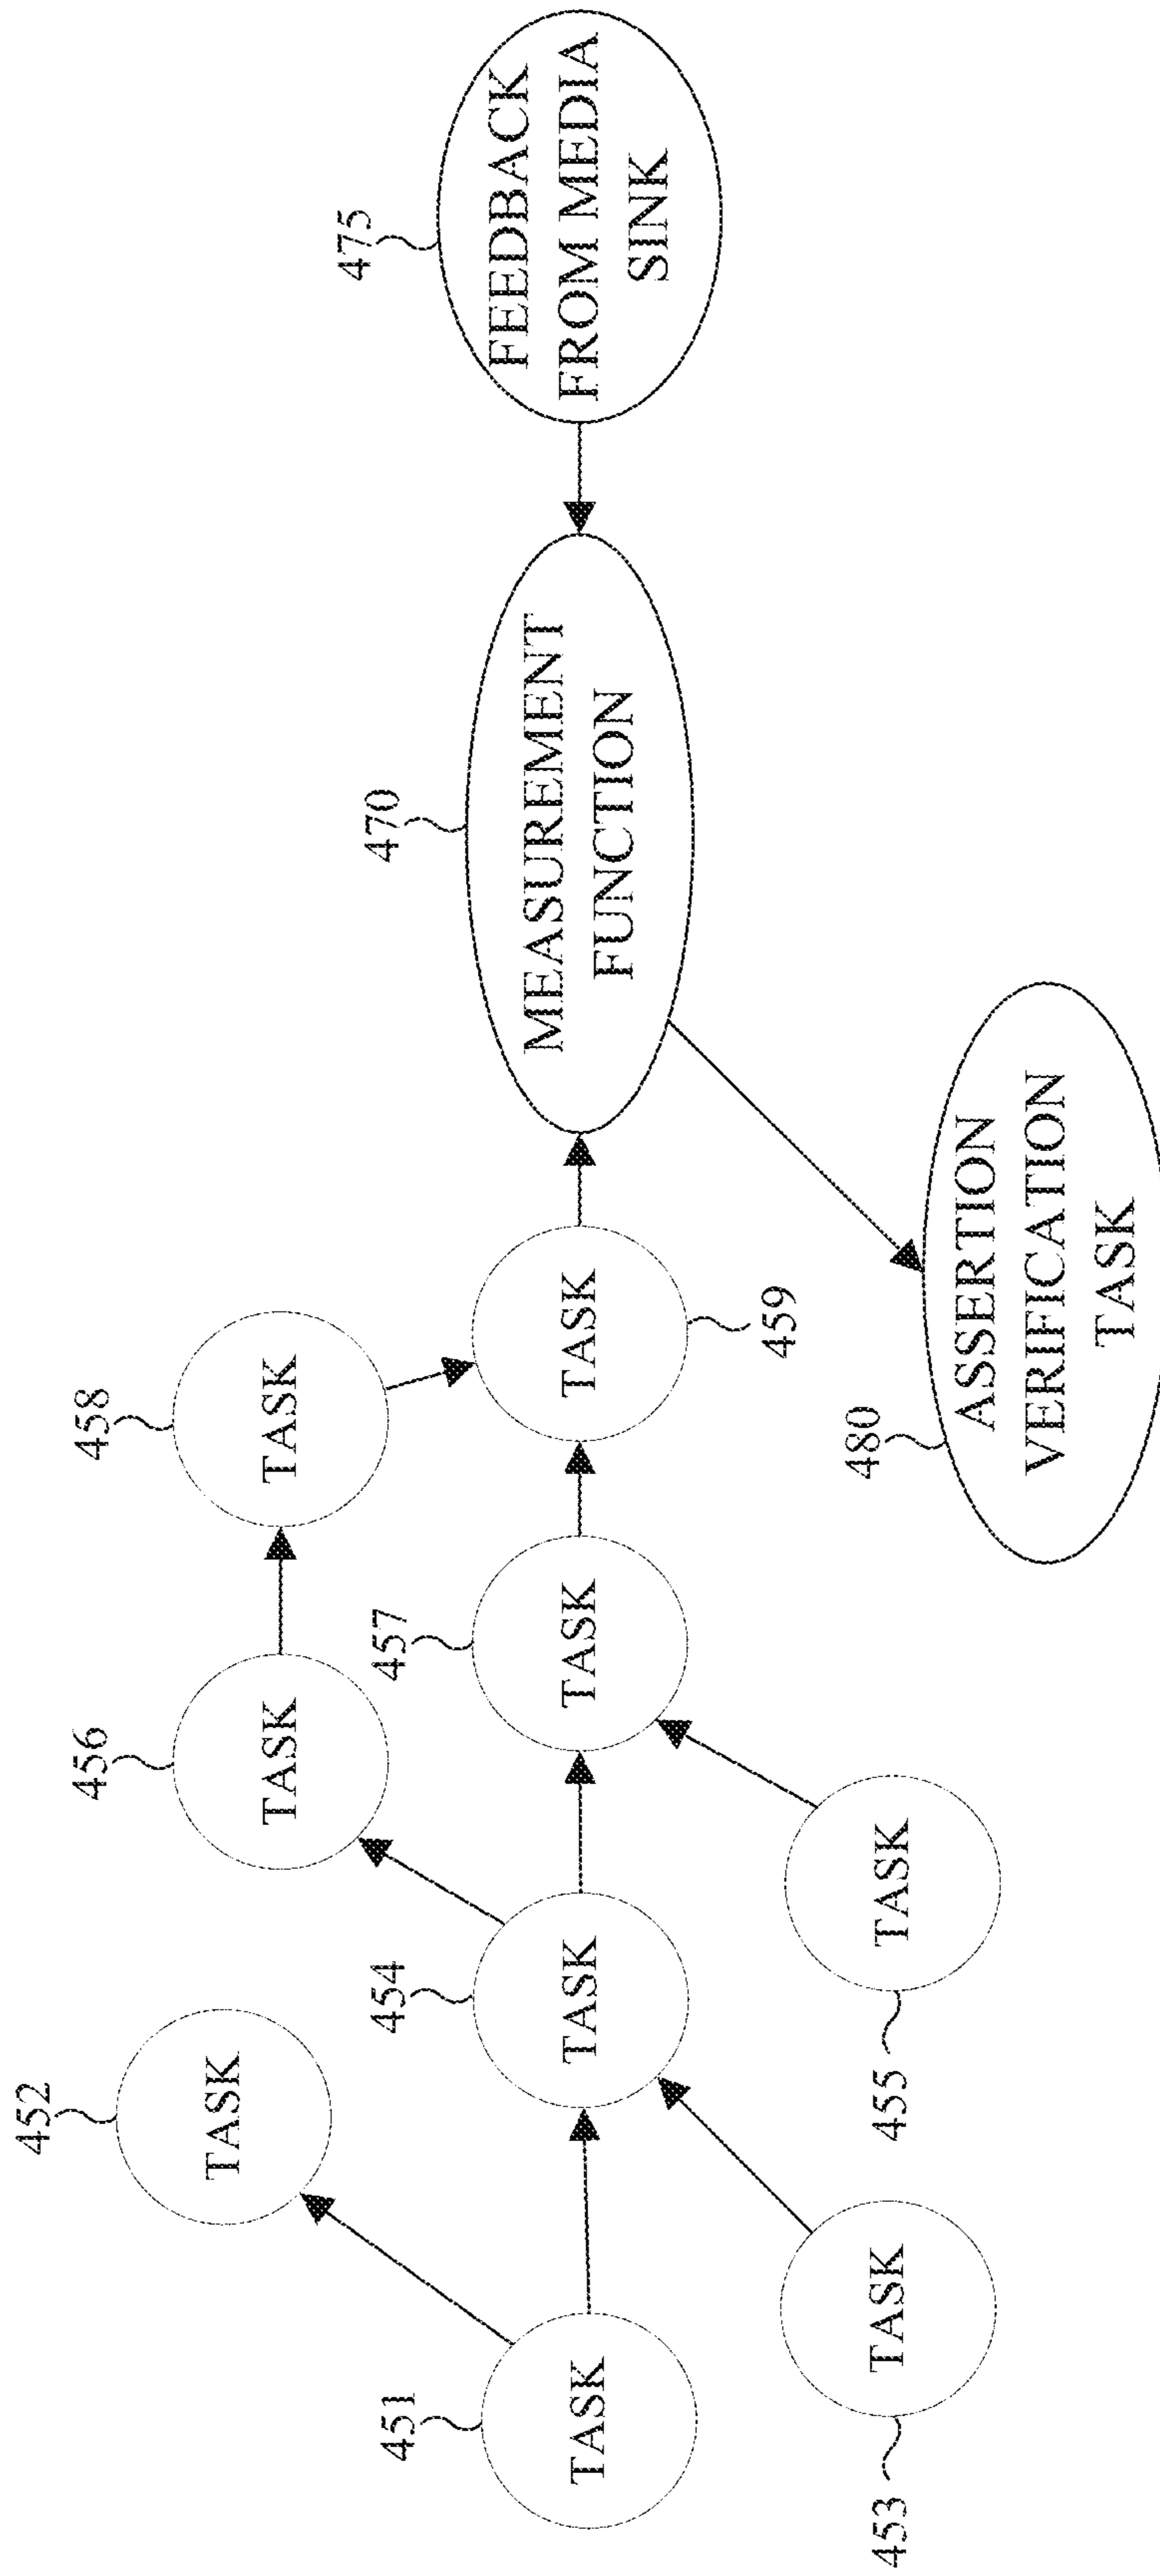 452
TASK
456
TASK
458
TASK
451
TASK
454
TASK
457
TASK
TASK
459
470
MEASUREMENT
FUNCTION
475
FEEDBACK
FROM MEDIA
SINK
TASK
453
TASK
455
480
ASSERTION
VERIFICATION
TASK